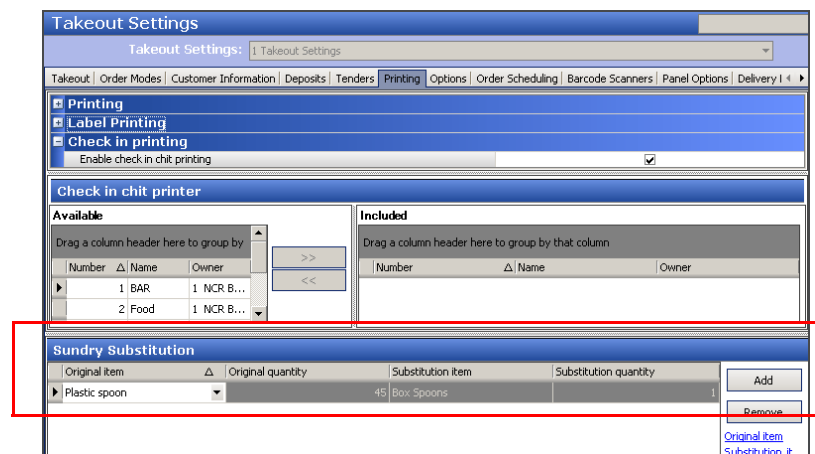 Takeout Settings
Takeout Settings: 1 Takeout Settings
Takeout Order Modes Customer Information Deposits Tenders Printing Options Order Scheduling Barcode Scanners Panel Options Delivery I
Printing
Label Printing
Check in printing
Enable check in chit printing
Check in chit printer
Available
Included
Drag a column header here to group by
Drag a column header here to group by that column
Number Name Owner
>>
Number Name Owner
<<
1 BAR 1 NCR B...
2 Food 1 NCR B...
Sundry Substitution
Original item Original quantity Substitution item Substitution quantity
Add
Plastic spoon 45 Box Spoons 1
Remove
Original item
Substitution it